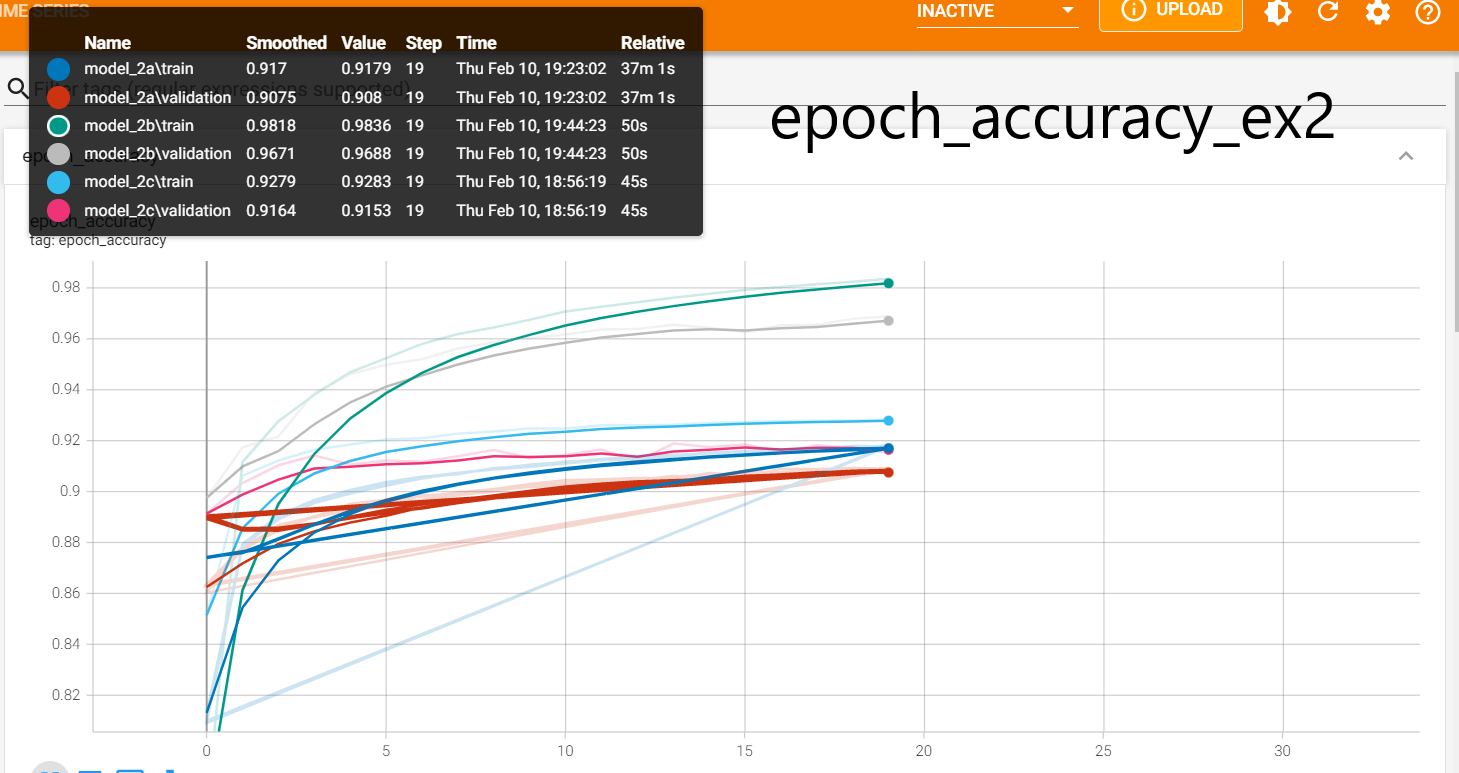 TIME SERIES
INACTIVE
UPLOAD
Name Smoothed Value Step Time Relative
model_2a\train 0.917 0.9179 19 Thu Feb 10, 19:23:02 37m 1s
model_2a\validation 0.9075 0.908 19 Thu Feb 10, 19:23:02 37m 1s
model_2b\train 0.9818 0.9836 19 Thu Feb 10, 19:44:23 50s
model_2b\validation 0.9671 0.9688 19 Thu Feb 10, 19:44:23 50s
model_2c\train 0.9279 0.9283 19 Thu Feb 10, 18:56:19 45s
model_2c\validation 0.9164 0.9153 19 Thu Feb 10, 18:56:19 45s
Filter tags (regular expressions supported)
epoch_accuracy_ex2
epoch_accuracy
epoch_accuracy
tag: epoch_accuracy
0.98
0.96
0.94
0.92
0.9
0.88
0.86
0.84
0.82
0 5 10 15 20 25 30